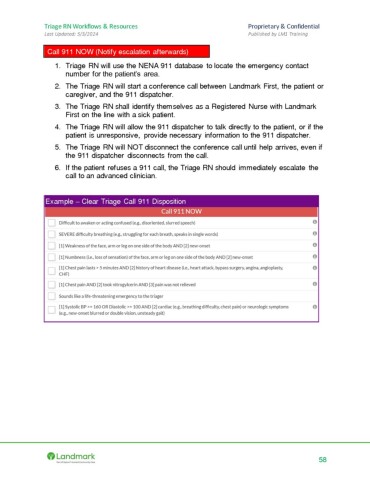 Triage RN Workflows & Resources Proprietary & Confidential
Last Updated: 5/3/2024 Published by LM1 Training
Call 911 NOW (Notify escalation afterwards)
1. Triage RN will use the NENA 911 database to locate the emergency contact
number for the patient's area.
2. The Triage RN will start a conference call between Landmark First, the patient or
caregiver, and the 911 dispatcher.
3. The Triage RN shall identify themselves as a Registered Nurse with Landmark
First on the line with a sick patient.
4. The Triage RN will allow the 911 dispatcher to talk directly to the patient, or if the
patient is unresponsive, provide necessary information to the 911 dispatcher.
5. The Triage RN will NOT disconnect the conference call until help arrives, even if
the 911 dispatcher disconnects from the call.
6. If the patient refuses a 911 call, the Triage RN should immediately escalate the
call to an advanced clinician.
Example – Clear Triage Call 911 Disposition
Call 911 NOW
Difficult to awaken or acting confused (e.g., disoriented, slurred speech)
SEVERE difficulty breathing (e.g., struggling for each breath, speaks in single words)
[1] Weakness of the face, arm or leg on one side of the body AND [2] new onset
[1] Numbness (i.e., loss of sensation) of the face, arm or leg on one side of the body AND [2] new onset
[1] Chest pain lasts > 5 minutes AND [2] history of heart disease (i.e., heart attack, bypass surgery, angina, angioplasty,
CHF)
[1] Chest pain AND [2] took nitroglycerin AND [3] pain was not relieved
Sounds like a life-threatening emergency to the triager
[1] Systolic BP >= 160 OR Diastolic >= 100 AND [2] cardiac (e.g., breathing difficulty, chest pain) or neurologic symptoms
(e.g., new-onset blurred or double vision, unsteady gait)
Landmark
58